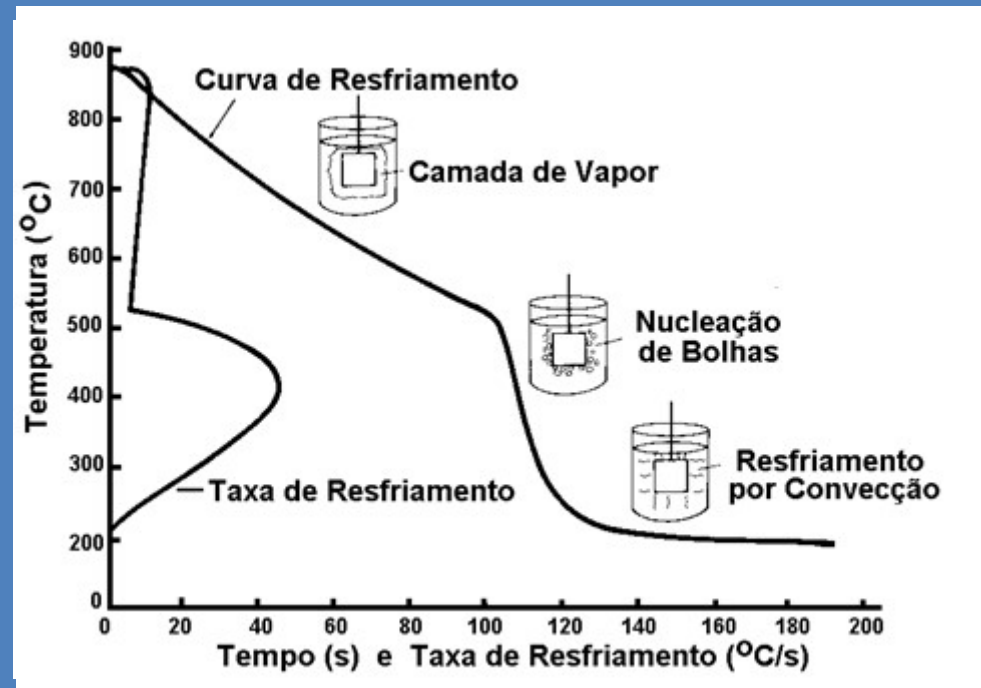 900
800
700
600
500
400
300
200
0
Temperatura (ºC)
Curva de Resfriamento
Camada de Vapor
Nucleação
de Bolhas
Resfriamento
por Convecção
Taxa de Resfriamento
0 20 40 60 80 100 120 140 160 180 200
Tempo (s) e Taxa de Resfriamento (ºC/s)